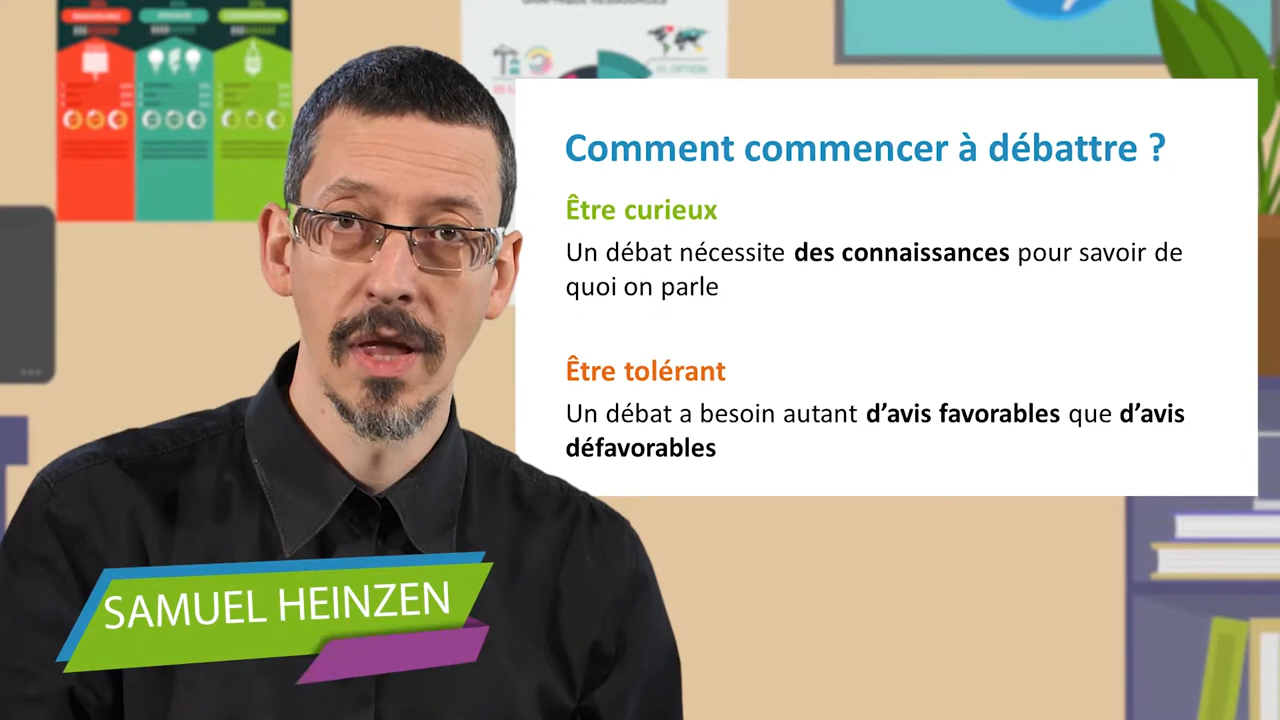 Comment commencer à débattre ?
Être curieux
Un débat nécessite des connaissances pour savoir de
quoi on parle
Être tolérant
Un débat a besoin autant d’avis favorables que d’avis
défavorables
SAMUEL HEINZEN